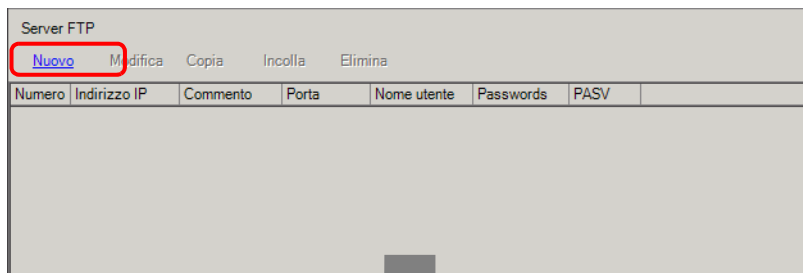 Server FTP
Nuovo Modifica Copia Incolla Elimina
Numero Indirizzo IP Commento Porta Nome utente Passwords PASV